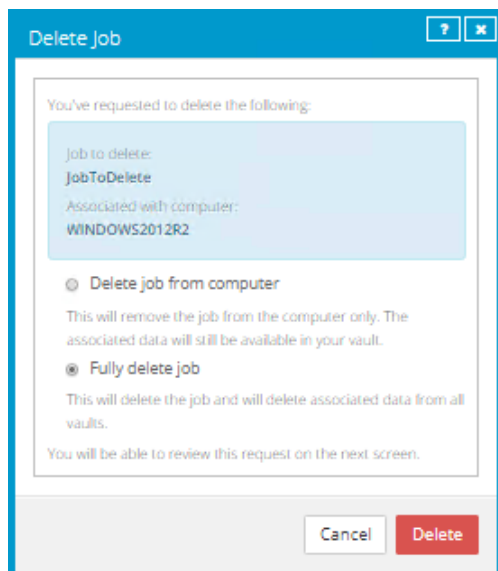 Delete Job
?
You've requested to delete the following:
Job to delete:
JobToDelete
Associated with computer:
WINDOWS2012R2
Delete job from computer
This will remove the job from the computer only. The
associated data will still be available in your vault.
Fully delete job
This will delete the job and will delete associated data from all
vaults.
You will be able to review this request on the next screen.
Cancel Delete